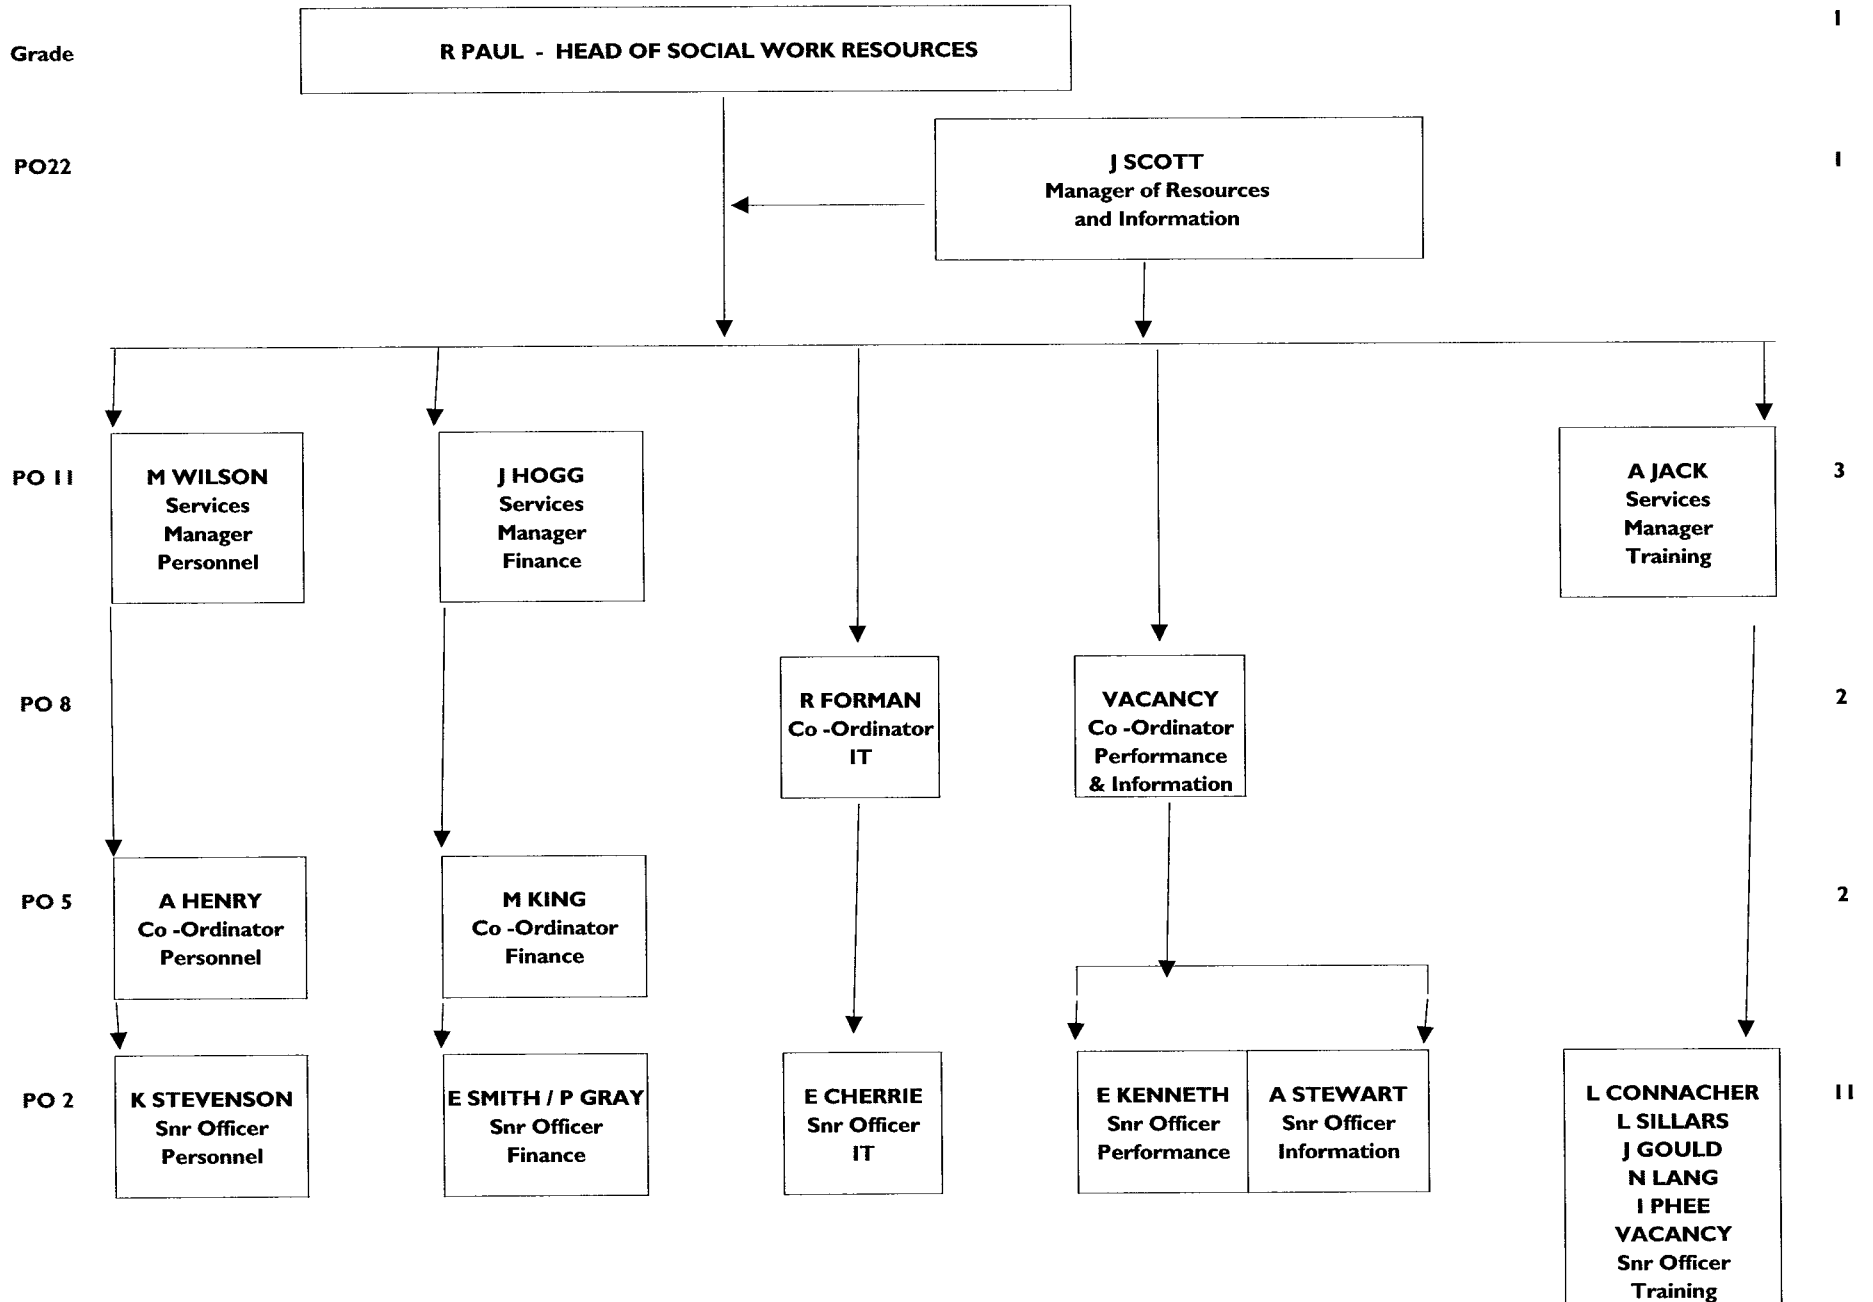 1
Grade
R PAUL - HEAD OF SOCIAL WORK RESOURCES
PO22
J SCOTT
Manager of Resources
and Information
1
PO 11
M WILSON
Services
Manager
Personnel
J HOGG
Services
Manager
Finance
A JACK
Services
Manager
Training
3
PO 8
R FORMAN
Co -Ordinator
IT
VACANCY
Co -Ordinator
Performance
& Information
2
PO 5
A HENRY
Co -Ordinator
Personnel
M KING
Co -Ordinator
Finance
2
PO 2
K STEVENSON
Snr Officer
Personnel
E SMITH / P GRAY
Snr Officer
Finance
E CHERRIE
Snr Officer
IT
E KENNETH
Snr Officer
Performance
A STEWART
Snr Officer
Information
L CONNACHER
L SILLARS
J GOULD
N LANG
I PHEE
VACANCY
Snr Officer
Training
11